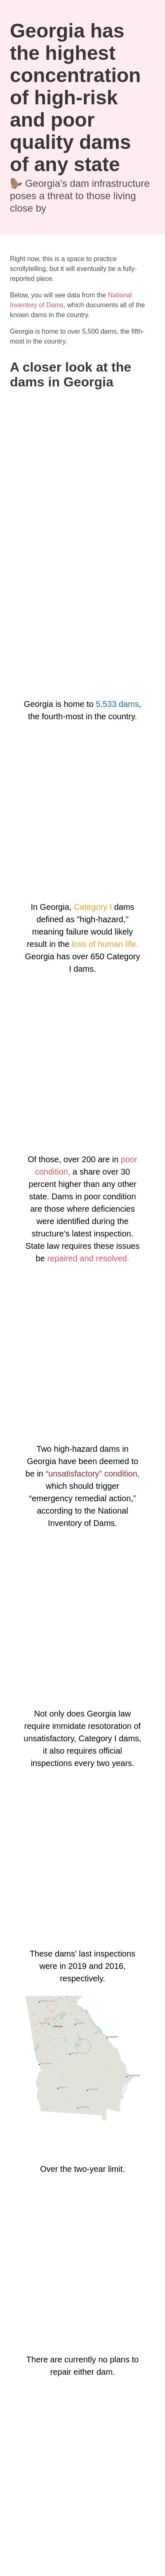 Georgia has
the highest
concentration
of high-risk
and poor
quality dams
of any state
Georgia's dam infrastructure
poses a threat to those living
close by
Right now, this is a space to practice
scrollytelling, but it will eventually be a fully-
reported piece.
Below, you will see data from the National
Inventory of Dams, which documents all of the
known dams in the country.
Georgia is home to over 5,500 dams, the fifth-
most in the country.
A closer look at the
dams in Georgia
Georgia is home to 5,533 dams,
the fourth-most in the country.
In Georgia, Category I dams
defined as "high-hazard,"
meaning failure would likely
result in the loss of human life.
Georgia has over 650 Category
I dams.
Of those, over 200 are in poor
condition, a share over 30
percent higher than any other
state. Dams in poor condition
are those where deficiencies
were identified during the
structure's latest inspection.
State law requires these issues
be repaired and resolved.
Two high-hazard dams in
Georgia have been deemed to
be in “unsatisfactory” condition,
which should trigger
“emergency remedial action,”
according to the National
Inventory of Dams.
Not only does Georgia law
require immidate resotoration of
unsatisfactory, Category I dams,
it also requires official
inspections every two years.
These dams' last inspections
were in 2019 and 2016,
respectively.
Over the two-year limit.
There are currently no plans to
repair either dam.